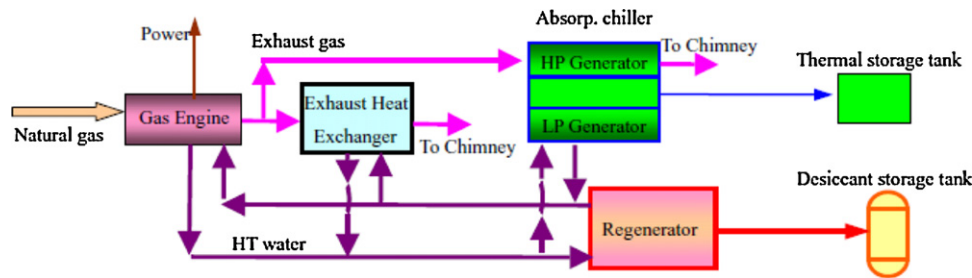 Absorp. chiller
Power
Exhaust gas
To Chimney
HP Generator
Thermal storage tank
Natural gas
Gas Engine
Exhaust Heat
Exchanger
To Chimney
LP Generator
Desiccant storage tank
Regenerator
HT water